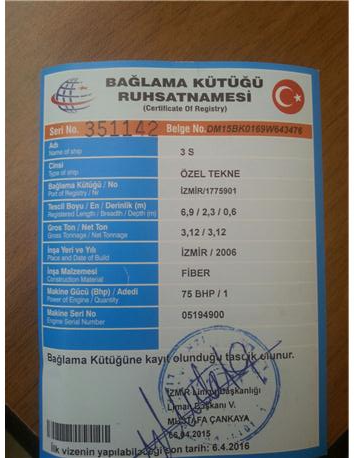 BAĞLAMA KÜTÜĞÜ
RUHSATNAMESİ
(Certificate Of Registry)
Seri No. 351142 Belge No. DM15BK0169W643476
Adı
Name of ship
3 S
Cinsi
Type of ship
ÖZEL TEKNE
Bağlama Kütüğü / No
Port of Registry / Nr
İZMİR/1775901
Tescil Boyu / En / Derinlik (m)
Registered Length / Breadth / Depth (m)
6,9 / 2,3 / 0,6
Gros Ton / Net Ton
Gross Tonnage / Net Tonnage
3,12 / 3,12
İnşa Yeri ve Yılı
Place and Date of Build
İZMİR / 2006
İnşa Malzemesi
Construction Material
FİBER
Makine Gücü (Bhp) / Adedi
Power of Engine / Quantity
75 BHP / 1
Makine Seri No
Engine Serial Number
05194900
Bağlama Kütüğüne kayıt olunduğu tasdik olunur.
İZMİR Liman Başkanlığı
Liman Başkanı V.
MUSTAFA ÇANKAYA
06.04.2015
İlk vizenin yapılabileceği son tarih: 6.4.2016